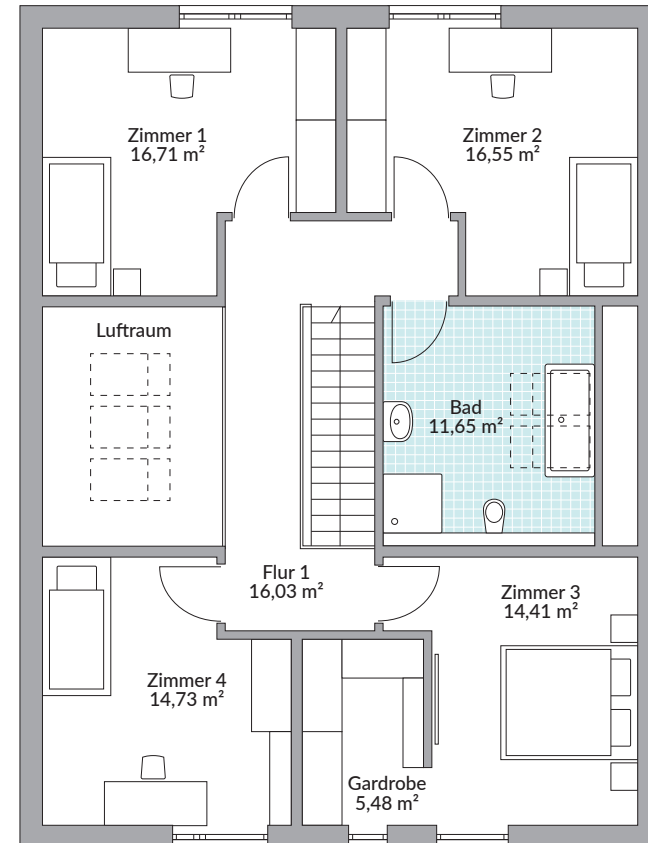 Zimmer 1
16,71 m²
Zimmer 2
16,55 m²
Luftraum
Bad
11,65 m²
Flur 1
16,03 m²
Zimmer 3
14,41 m²
Zimmer 4
14,73 m²
Gardrobe
5,48 m²